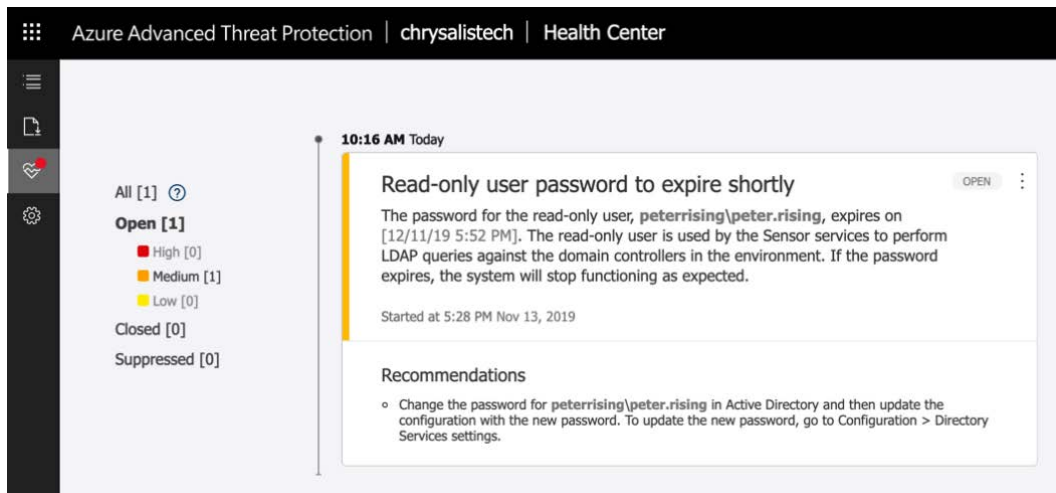 Azure Advanced Threat Protection | chrysalistech | Health Center
10:16 AM Today
All [1] ?
Open [1]
High [0]
Medium [1]
Low [0]
Closed [0]
Suppressed [0]
Read-only user password to expire shortly
OPEN
The password for the read-only user, peterrising\peter.rising, expires on
[12/11/19 5:52 PM]. The read-only user is used by the Sensor services to perform
LDAP queries against the domain controllers in the environment. If the password
expires, the system will stop functioning as expected.
Started at 5:28 PM Nov 13, 2019
Recommendations
Change the password for peterrising\peter.rising in Active Directory and then update the
configuration with the new password. To update the new password, go to Configuration > Directory
Services settings.